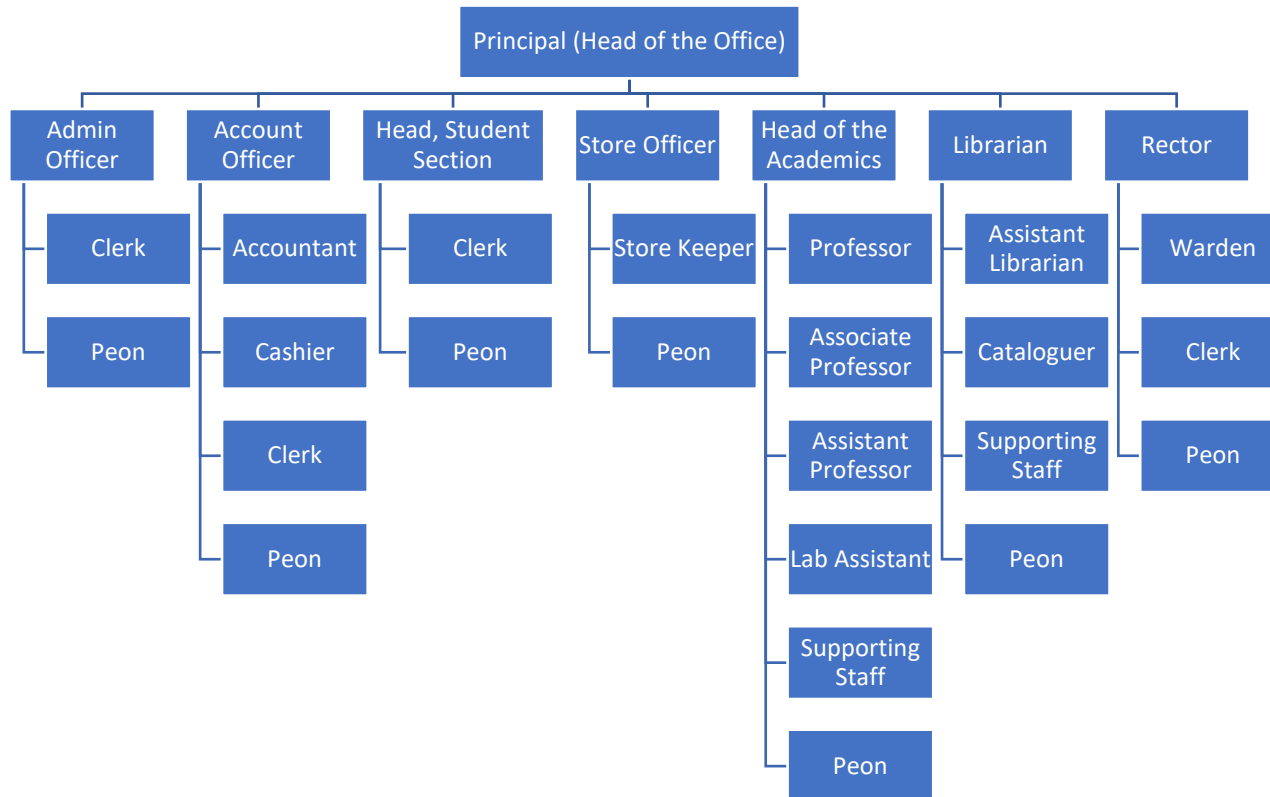 Principal (Head of the Office)
Admin
Officer
Clerk
Peon
Account
Officer
Accountant
Cashier
Clerk
Peon
Head, Student
Section
Clerk
Peon
Store Officer
Store Keeper
Peon
Head of the
Academics
Professor
Associate
Professor
Assistant
Professor
Lab Assistant
Supporting
Staff
Peon
Librarian
Assistant
Librarian
Cataloguer
Supporting
Staff
Peon
Rector
Warden
Clerk
Peon